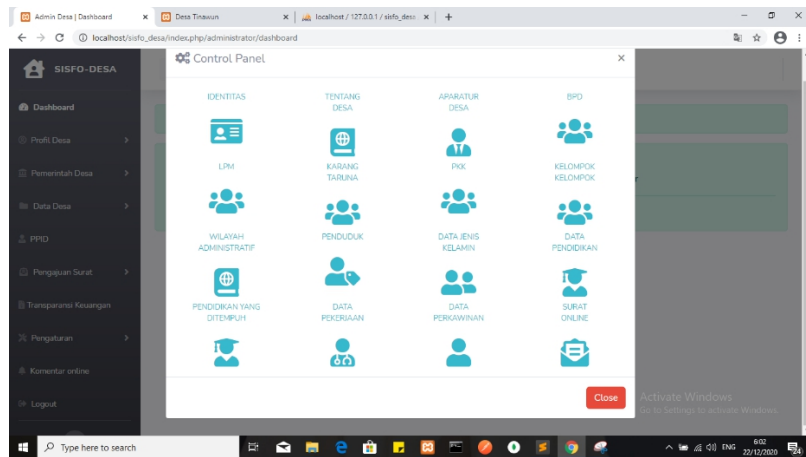 Admin Desa | Dashboard
Desa Tinawun
localhost / 127.0.0.1 / sifo_desa
localhost/sisfo_desa/index.php/administrator/dashboard
SISFO-DESA
Dashboard
Profil Desa
Pemerintah Desa
Data Desa
PPID
Pengajuan Surat
Transparansi Keuangan
Pengaturan
Komentar online
Logout
Control Panel
IDENTITAS
TENTANG
DESA
APARATUR
DESA
BPD
LPM
KARANG
TARUNA
PKK
KELOMPOK
KELOMPOK
WILAYAH
ADMINISTRATIF
PENDUDUK
DATA JENIS
KELAMIN
DATA
PENDIDIKAN
PENDIDIKAN YANG
DITEMPUH
DATA
PEKERJAAN
DATA
PERKAWINAN
SURAT
ONLINE
Close
Activate Windows
Go to Settings to activate Windows.
Type here to search
ENG
6:02
22/12/2020
24